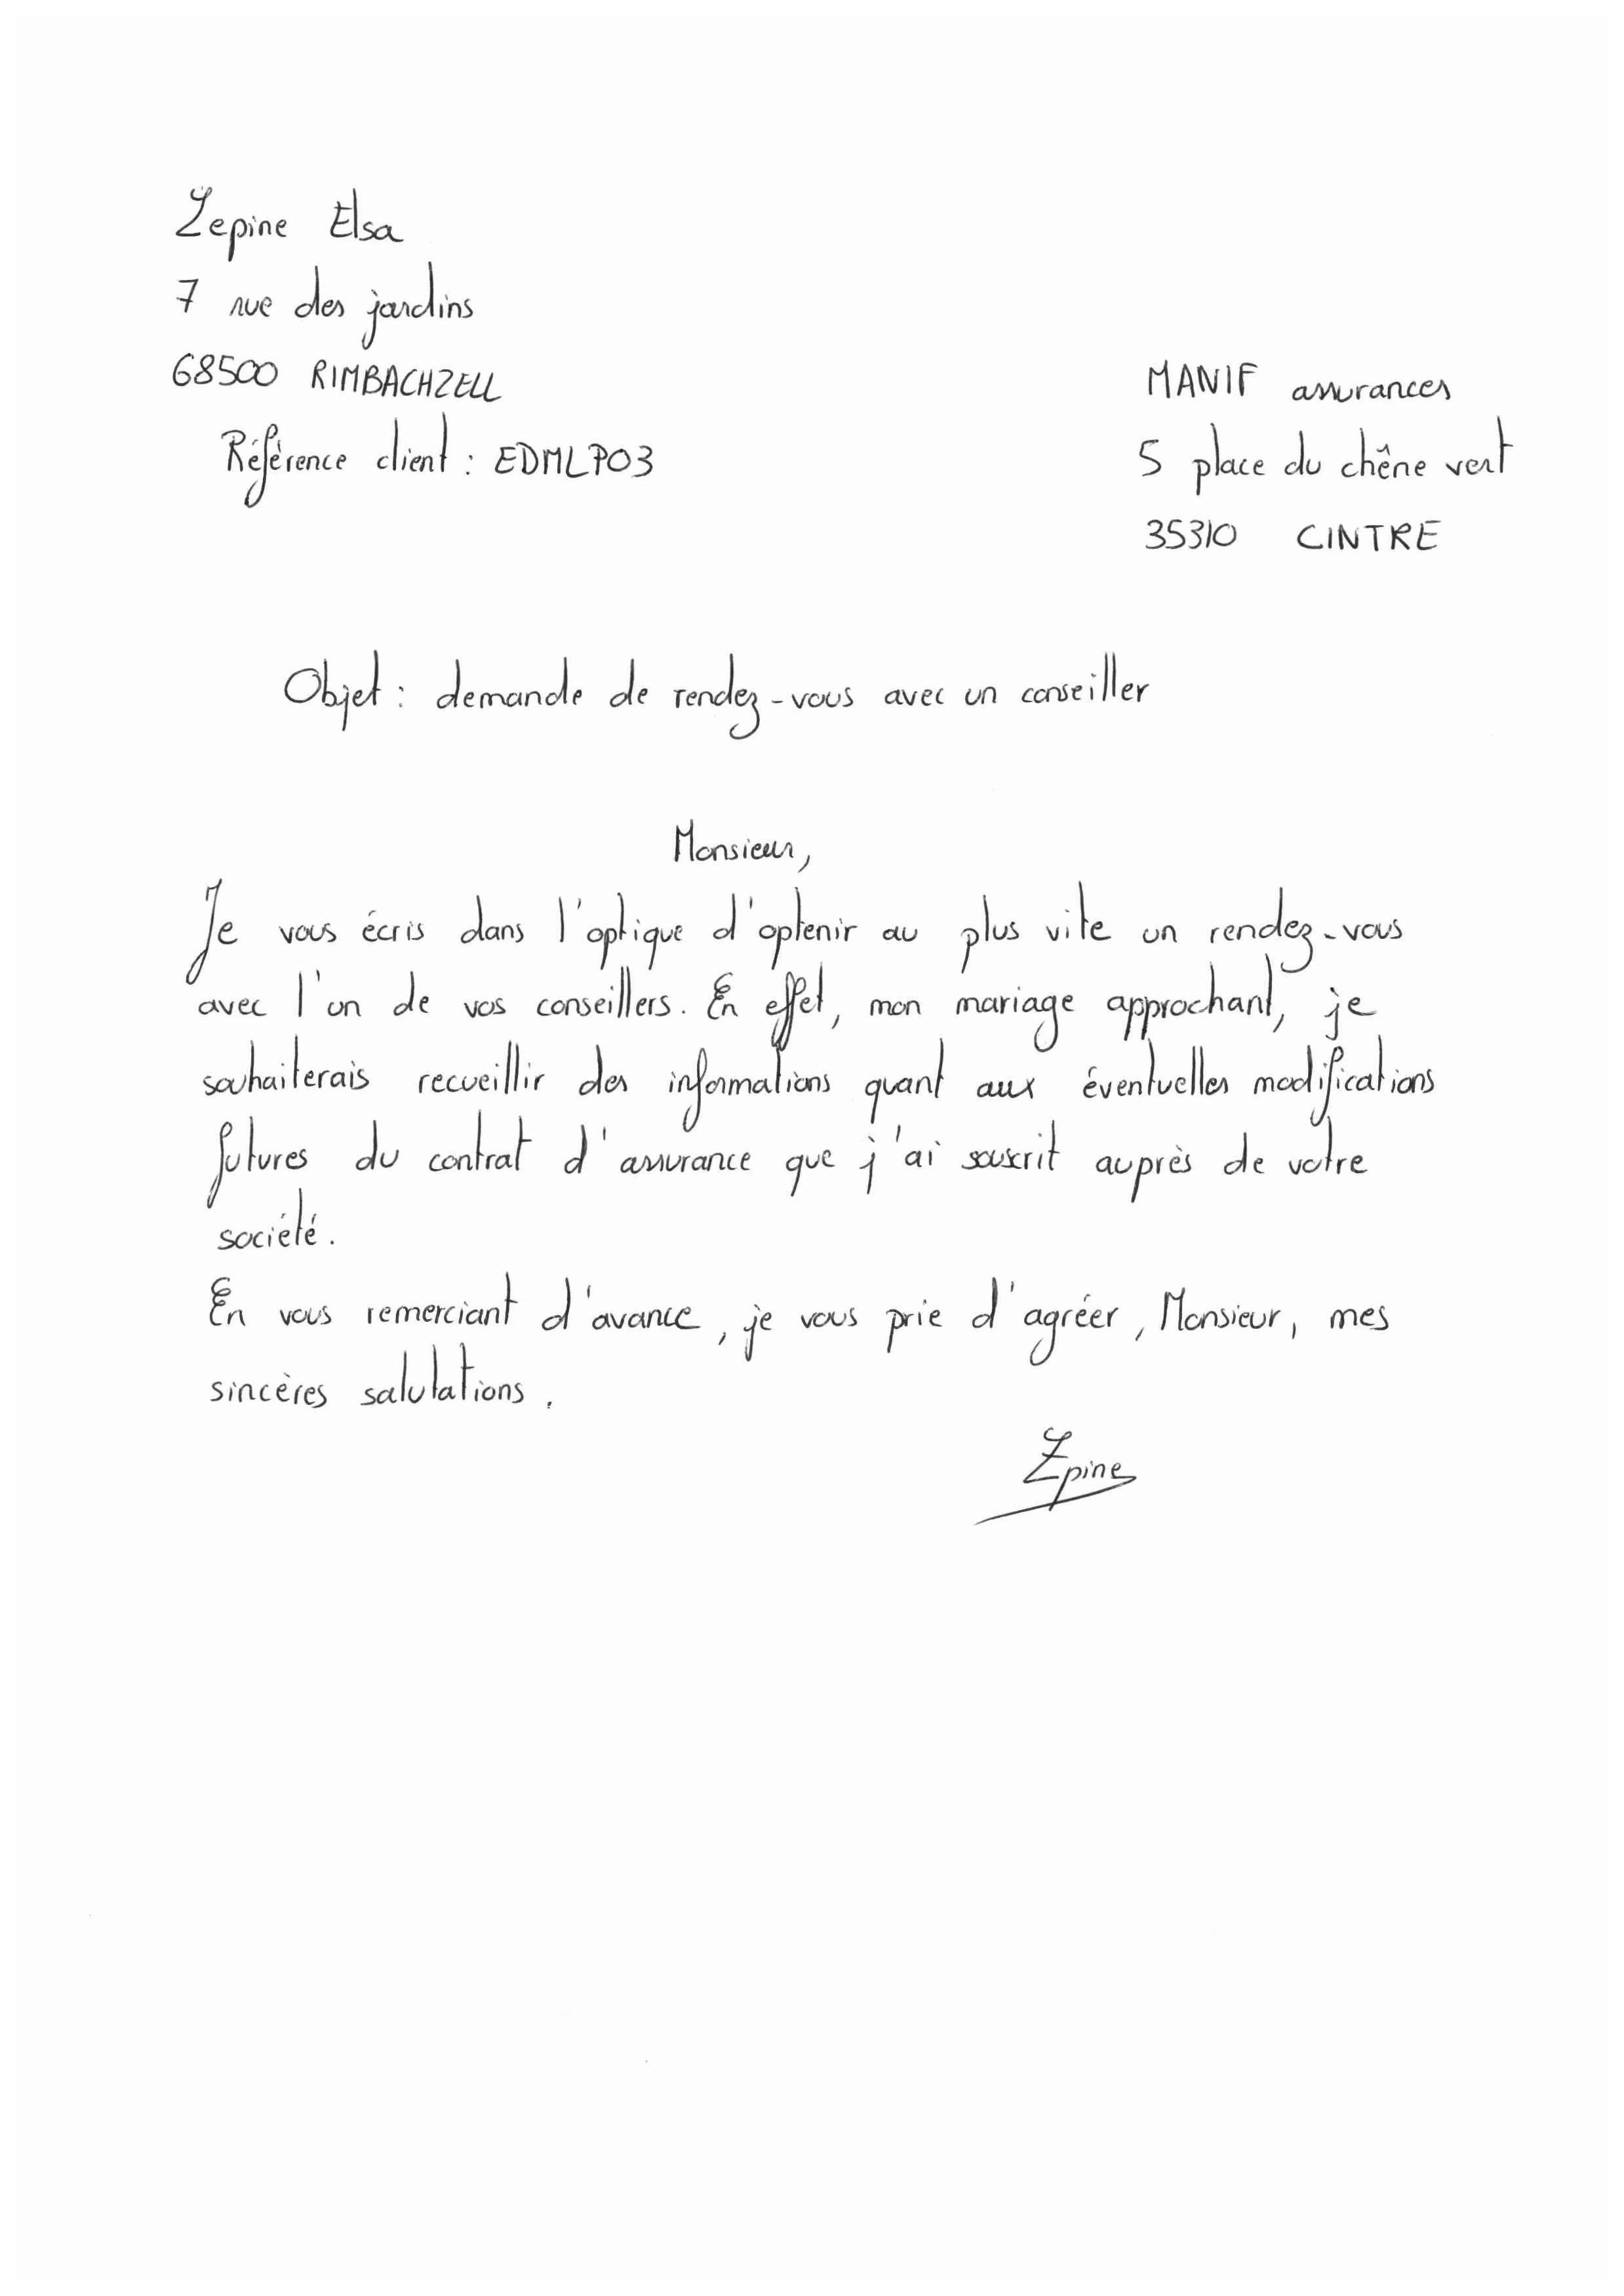 Lepine Elsa
7 rue des jardins
68500 RIMBACHZELL
Référence client : EDMLP03
MANIF assurances
5 place du chêne vert
35310 CINTRE
Objet : demande de rendez-vous avec un conseiller
Monsieur,
Je vous écris dans l'optique d'optenir au plus vite un rendez-vous
avec l'un de vos conseillers. En effet, mon mariage approchant, je
souhaiterais recueillir des informations quant aux éventuelles modifications
futures du contrat d'assurance que j'ai souscrit auprès de votre
société.
En vous remerciant d'avance, je vous prie d'agréer, Monsieur, mes
sincères salutations.
Lpine